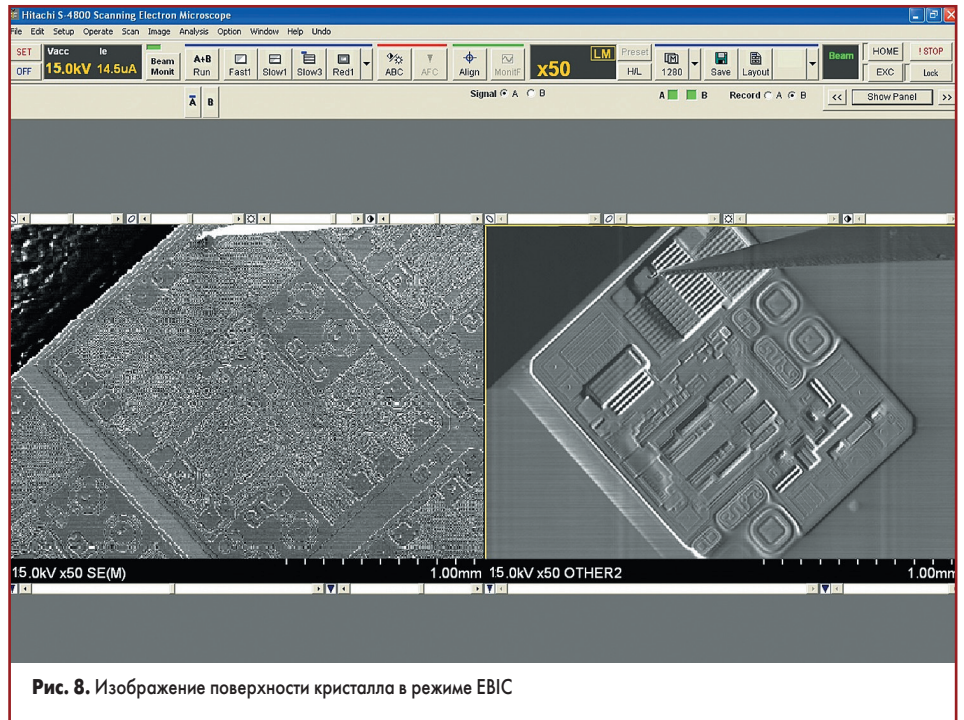 Hitachi S-4800 Scanning Electron Microscope
File Edit Setup Operate Scan Image Analysis Option Window Help Undo
SET
OFF
Vacc Ie
15.0kV 14.5uA
Beam
Monit
A+B
Run
Fast1
Slow1
Slow3
Red1
ABC
AFC
Align
MonitF
x50
LM
Preset
H/L
1280
Save
Layout
Beam
HOME
EXC
! STOP
Lock
A B
Signal A B
A B
Record A B
<< Show Panel >>
15.0kV x50 SE(M) 1.00mm
15.0kV x50 OTHER2 1.00mm
Рис. 8. Изображение поверхности кристалла в режиме EBIC